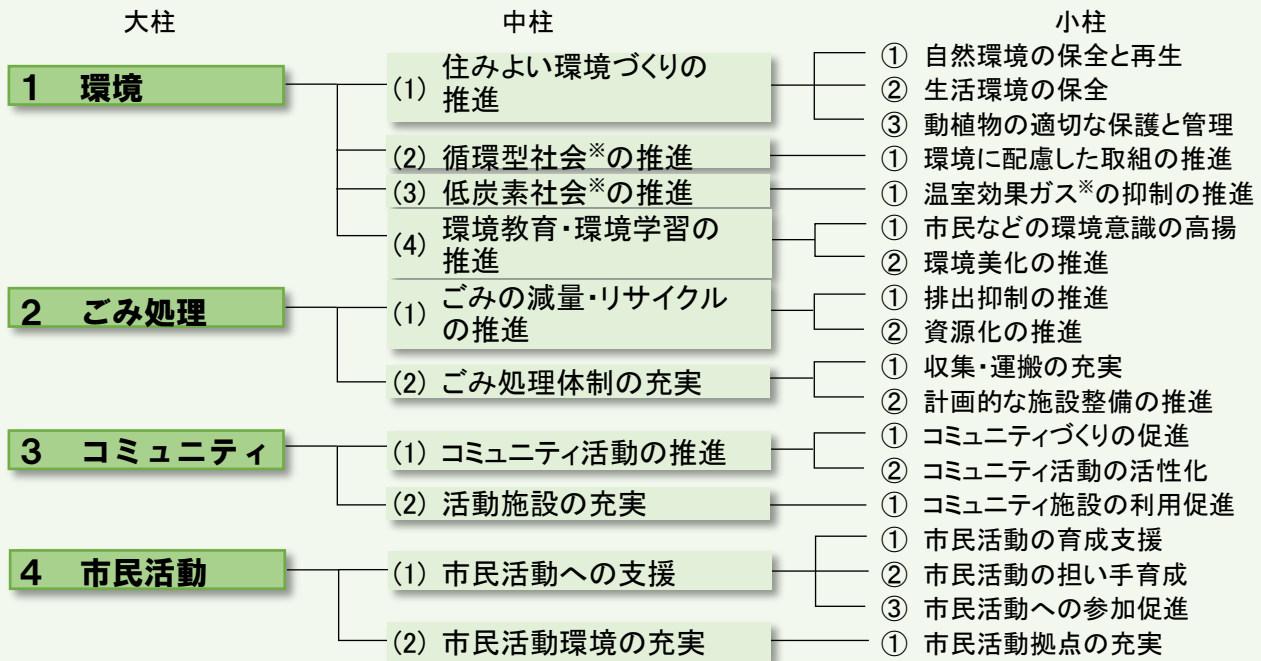 大柱 中柱 小柱
1 環境
(1) 住みよい環境づくりの
推進
① 自然環境の保全と再生
② 生活環境の保全
③ 動植物の適切な保護と管理
(2) 循環型社会※の推進
① 環境に配慮した取組の推進
(3) 低炭素社会※の推進
① 温室効果ガス※の抑制の推進
(4) 環境教育・環境学習の
推進
① 市民などの環境意識の高揚
② 環境美化の推進
2 ごみ処理
(1) ごみの減量・リサイクル
の推進
① 排出抑制の推進
② 資源化の推進
(2) ごみ処理体制の充実
① 収集・運搬の充実
② 計画的な施設整備の推進
3 コミュニティ
(1) コミュニティ活動の推進
① コミュニティづくりの促進
② コミュニティ活動の活性化
(2) 活動施設の充実
① コミュニティ施設の利用促進
4 市民活動
(1) 市民活動への支援
① 市民活動の育成支援
② 市民活動の担い手育成
③ 市民活動への参加促進
(2) 市民活動環境の充実
① 市民活動拠点の充実